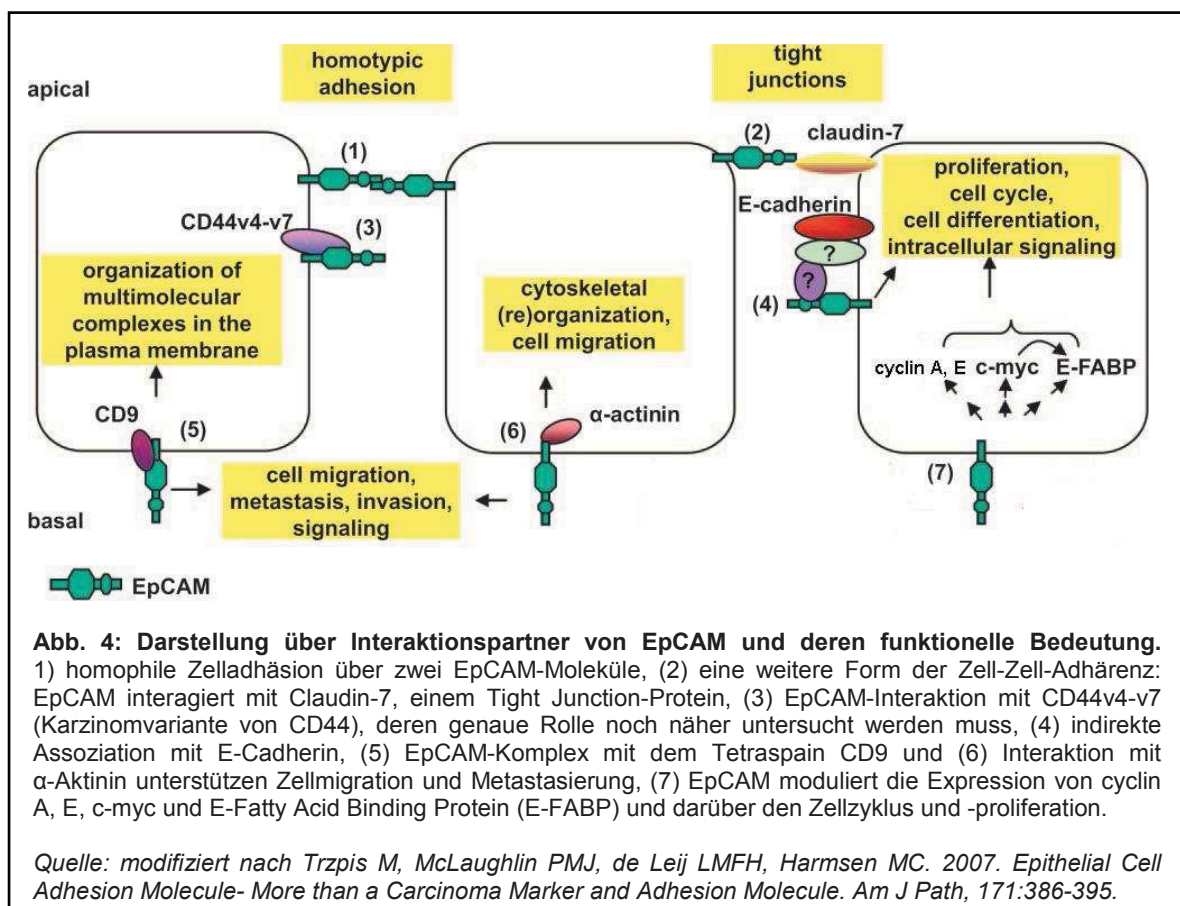 homotypic
adhesion
tight
junctions
apical
(1)
(2)
claudin-7
CD44v4-v7
(3)
E-cadherin
proliferation,
cell cycle,
cell differentiation,
intracellular signaling
?
?
(4)
organization of
multimolecular
complexes in the
plasma membrane
cytoskeletal
(re)organization,
cell migration
cyclin A, E c-myc E-FABP
CD9
(5)
(6)
α-actinin
(7)
cell migration,
metastasis, invasion,
signaling
basal
EpCAM
Abb. 4: Darstellung über Interaktionspartner von EpCAM und deren funktionelle Bedeutung.
1) homophile Zelladhäsion über zwei EpCAM-Moleküle, (2) eine weitere Form der Zell-Zell-Adhärenz:
EpCAM interagiert mit Claudin-7, einem Tight Junction-Protein, (3) EpCAM-Interaktion mit CD44v4-v7
(Karzinomvariante von CD44), deren genaue Rolle noch näher untersucht werden muss, (4) indirekte
Assoziation mit E-Cadherin, (5) EpCAM-Komplex mit dem Tetraspain CD9 und (6) Interaktion mit
α-Aktinin unterstützen Zellmigration und Metastasierung, (7) EpCAM moduliert die Expression von cyclin
A, E, c-myc und E-Fatty Acid Binding Protein (E-FABP) und darüber den Zellzyklus und -proliferation.
Quelle: modifiziert nach Trzpis M, McLaughlin PMJ, de Leij LMFH, Harmsen MC. 2007. Epithelial Cell
Adhesion Molecule- More than a Carcinoma Marker and Adhesion Molecule. Am J Path, 171:386-395.